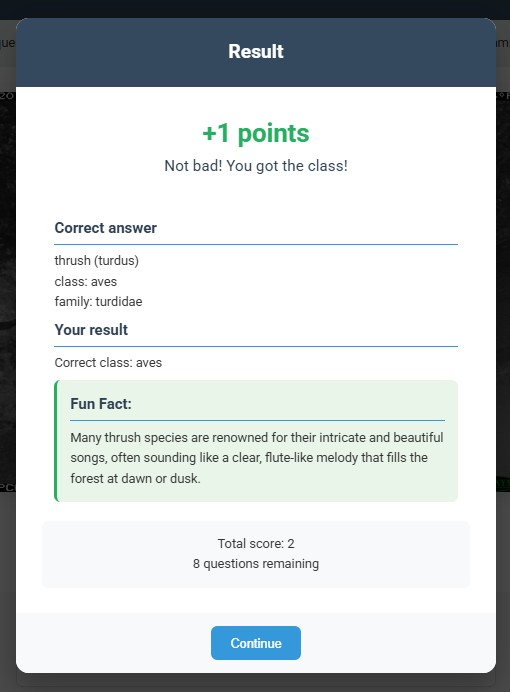 Result
+1 points
Not bad! You got the class!
Correct answer
thrush (turdus)
class: aves
family: turdidae
Your result
Correct class: aves
Fun Fact:
Many thrush species are renowned for their intricate and beautiful
songs, often sounding like a clear, flute-like melody that fills the
forest at dawn or dusk.
Total score: 2
8 questions remaining
Continue